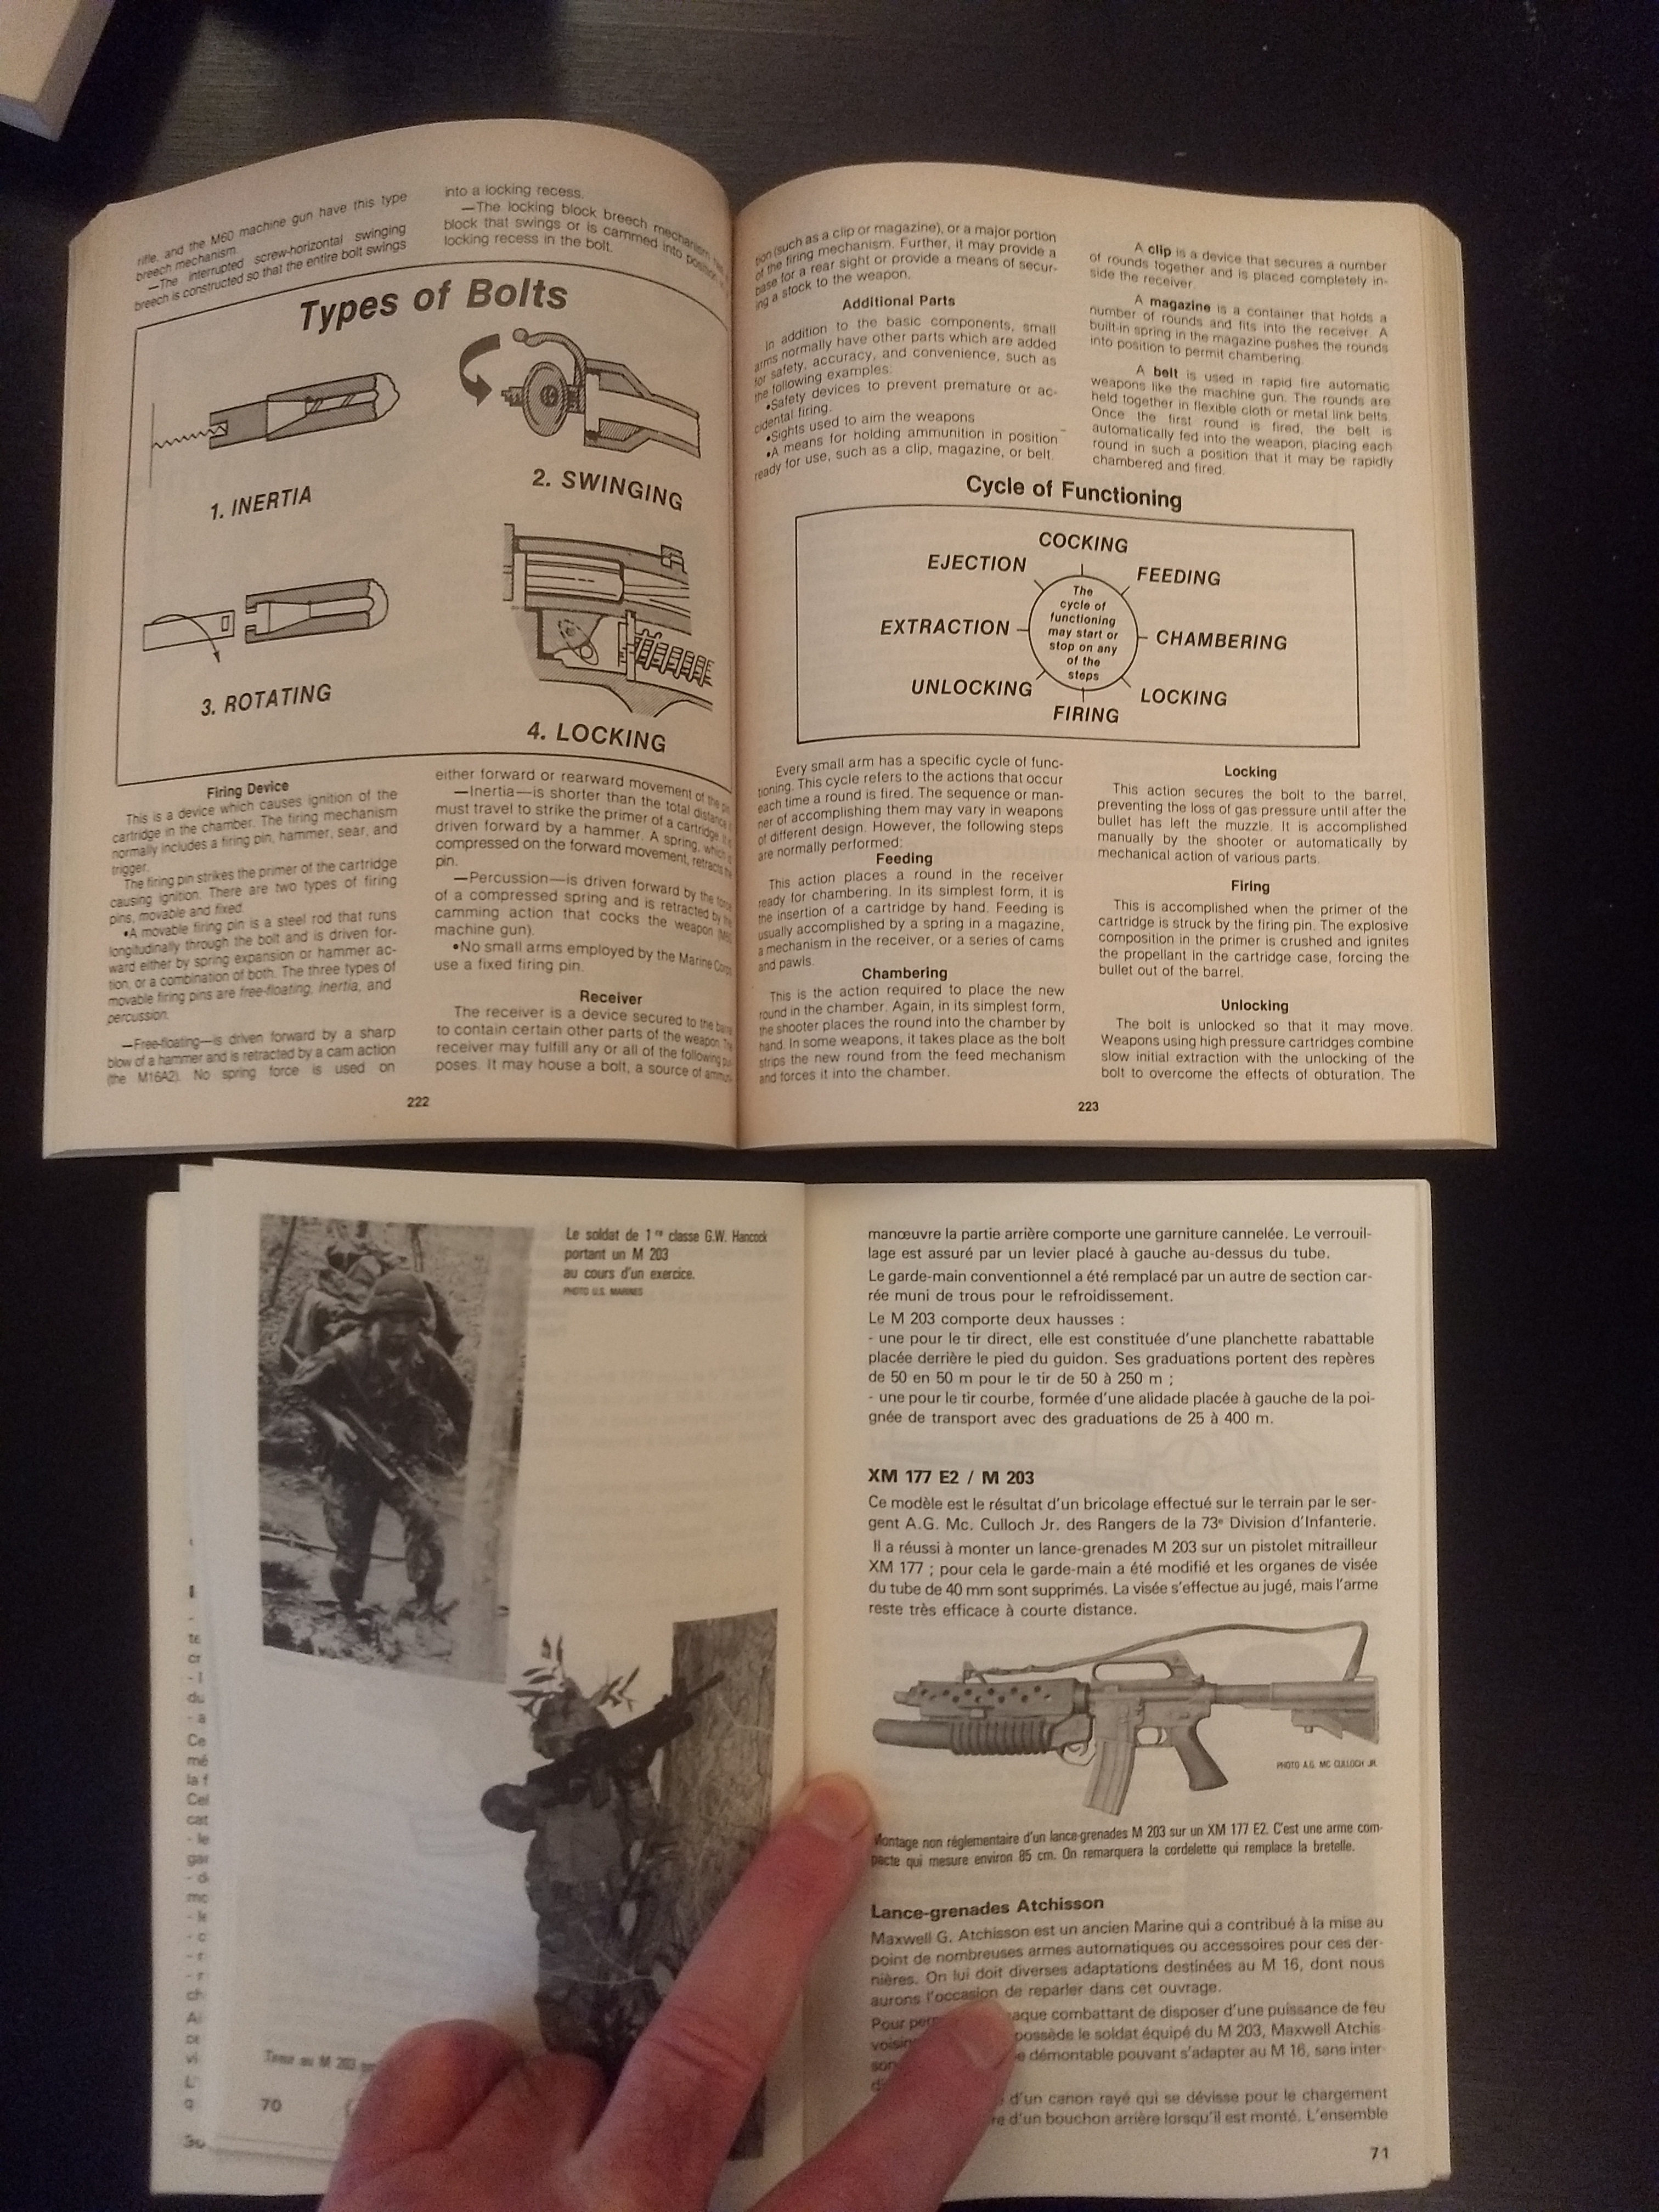 rifle, and the M60 machine gun have this type
breech mechanism.
—The interrupted screw-horizontal swinging
breech is constructed so that the entire bolt swings
into a locking recess.
—The locking block breech mechanism
block that swings or is cammed into position
locking recess in the bolt.
Types of Bolts
1. INERTIA
2. SWINGING
3. ROTATING
4. LOCKING
Firing Device
This is a device which causes ignition of the
cartridge in the chamber. The firing mechanism
normally includes a firing pin, hammer, sear, and
trigger.
The firing pin strikes the primer of the cartridge
causing ignition. There are two types of firing
pins, movable and fixed.
•A movable firing pin is a steel rod that runs
longitudinally through the bolt and is driven for-
ward either by spring expansion or hammer ac-
tion, or a combination of both. The three types of
movable firing pins are free-floating, inertia, and
percussion.
—Free-floating—is driven forward by a sharp
blow of a hammer and is retracted by a cam action
(the M16A2). No spring force is used on
either forward or rearward movement of the
—Inertia—is shorter than the total distance
must travel to strike the primer of a cartridge.
driven forward by a hammer. A spring, which
compressed on the forward movement, retracts
pin.
—Percussion—is driven forward by the force
of a compressed spring and is retracted by the
camming action that cocks the weapon
machine gun).
•No small arms employed by the Marine Corps
use a fixed firing pin.
Receiver
The receiver is a device secured to the
to contain certain other parts of the weapon.
receiver may fulfill any or all of the following
poses. It may house a bolt, a source of
222
tion (such as a clip or magazine), or a major portion
of the firing mechanism. Further, it may provide a
base for a rear sight or provide a means of secur-
ing a stock to the weapon.
Additional Parts
In addition to the basic components, small
arms normally have other parts which are added
for safety, accuracy, and convenience, such as
the following examples:
•Safety devices to prevent premature or ac-
cidental firing.
•Sights used to aim the weapons
•A means for holding ammunition in position
ready for use, such as a clip, magazine, or belt.
A clip is a device that secures a number
of rounds together and is placed completely in-
side the receiver.
A magazine is a container that holds a
number of rounds and fits into the receiver. A
built-in spring in the magazine pushes the rounds
into position to permit chambering.
A belt is used in rapid fire automatic
weapons like the machine gun. The rounds are
held together in flexible cloth or metal link belts.
Once the first round is fired, the belt is
automatically fed into the weapon, placing each
round in such a position that it may be rapidly
chambered and fired.
Cycle of Functioning
COCKING
EJECTION
FEEDING
EXTRACTION
CHAMBERING
UNLOCKING
LOCKING
FIRING
The
cycle of
functioning
may start or
stop on any
of the
steps
Every small arm has a specific cycle of func-
tioning. This cycle refers to the actions that occur
each time a round is fired. The sequence or man-
ner of accomplishing them may vary in weapons
of different design. However, the following steps
are normally performed:
Feeding
This action places a round in the receiver
ready for chambering. In its simplest form, it is
the insertion of a cartridge by hand. Feeding is
usually accomplished by a spring in a magazine,
a mechanism in the receiver, or a series of cams
and pawls.
Chambering
This is the action required to place the new
round in the chamber. Again, in its simplest form,
the shooter places the round into the chamber by
hand. In some weapons, it takes place as the bolt
strips the new round from the feed mechanism
and forces it into the chamber.
Locking
This action secures the bolt to the barrel,
preventing the loss of gas pressure until after the
bullet has left the muzzle. It is accomplished
manually by the shooter or automatically by
mechanical action of various parts.
Firing
This is accomplished when the primer of the
cartridge is struck by the firing pin. The explosive
composition in the primer is crushed and ignites
the propellant in the cartridge case, forcing the
bullet out of the barrel.
Unlocking
The bolt is unlocked so that it may move.
Weapons using high pressure cartridges combine
slow initial extraction with the unlocking of the
bolt to overcome the effects of obturation. The
223
Le soldat de 1re classe G.W. Hancock
portant un M 203
au cours d'un exercice.
PHOTO U.S. MARINES
au M 203
70
manœuvre la partie arrière comporte une garniture cannelée. Le verrouil-
lage est assuré par un levier placé à gauche au-dessus du tube.
Le garde-main conventionnel a été remplacé par un autre de section car-
rée muni de trous pour le refroidissement.
Le M 203 comporte deux hausses :
- une pour le tir direct, elle est constituée d'une planchette rabattable
placée derrière le pied du guidon. Ses graduations portent des repères
de 50 en 50 m pour le tir de 50 à 250 m ;
- une pour le tir courbe, formée d'une alidade placée à gauche de la poi-
gnée de transport avec des graduations de 25 à 400 m.
XM 177 E2 / M 203
Ce modèle est le résultat d'un bricolage effectué sur le terrain par le ser-
gent A.G. Mc. Culloch Jr. des Rangers de la 73e Division d'Infanterie.
Il a réussi à monter un lance-grenades M 203 sur un pistolet mitrailleur
XM 177 ; pour cela le garde-main a été modifié et les organes de visée
du tube de 40 mm sont supprimés. La visée s'effectue au jugé, mais l'arme
reste très efficace à courte distance.
PHOTO A.G. MC CULLOCH JR.
Montage non réglementaire d'un lance-grenades M 203 sur un XM 177 E2. C'est une arme com-
pacte qui mesure environ 85 cm. On remarquera la cordelette qui remplace la bretelle.
Lance-grenades Atchisson
Maxwell G. Atchisson est un ancien Marine qui a contribué à la mise au
point de nombreuses armes automatiques ou accessoires pour ces der-
nières. On lui doit diverses adaptations destinées au M 16, dont nous
aurons l'occasion de reparler dans cet ouvrage.
Pour combattant de disposer d'une puissance de feu
possède le soldat équipé du M 203, Maxwell Atchis-
démontable pouvant s'adapter au M 16, sans inter-
d'un canon rayé qui se dévisse pour le chargement
d'un bouchon arrière lorsqu'il est monté. L'ensemble
71